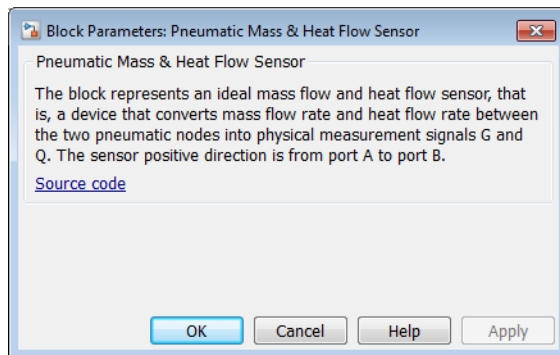 Block Parameters: Pneumatic Mass & Heat Flow Sensor
Pneumatic Mass & Heat Flow Sensor
The block represents an ideal mass flow and heat flow sensor, that
is, a device that converts mass flow rate and heat flow rate between
the two pneumatic nodes into physical measurement signals G and
Q. The sensor positive direction is from port A to port B.
Source code
OK Cancel Help Apply